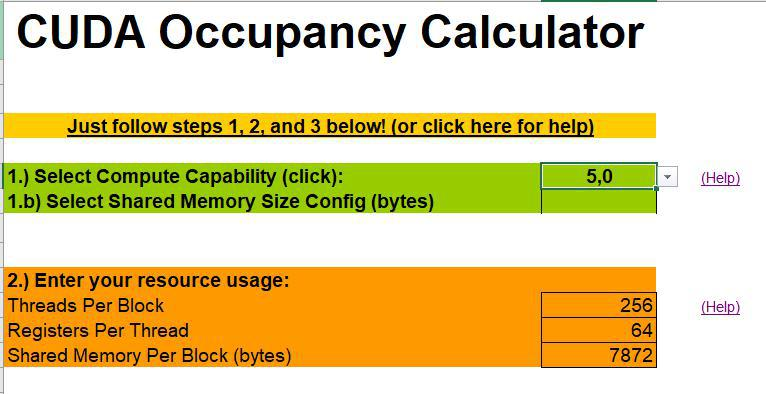 CUDA Occupancy Calculator
Just follow steps 1, 2, and 3 below! (or click here for help)
1.) Select Compute Capability (click): 5,0 (Help)
1.b) Select Shared Memory Size Config (bytes)
2.) Enter your resource usage:
Threads Per Block 256 (Help)
Registers Per Thread 64
Shared Memory Per Block (bytes) 7872